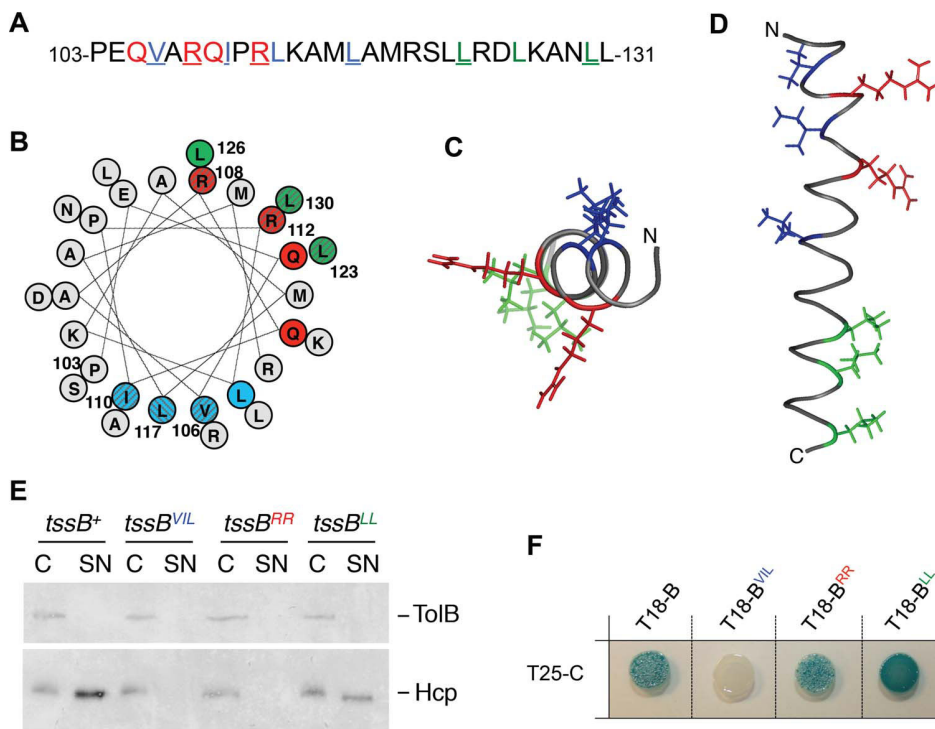 A
103-PEQVARQIPRLKAMLAMRSLLRDLKANLL-131
B
L 126
L E A R 108 M
L 130
N P R 112
A Q L 123
D A M
K Q K
103 P R
S 110 I L
A L V L
117 106 R
C
N
D
N
C
E
tssB+ tssBVIL tssBRR tssBLL
C SN C SN C SN C SN
–TolB
–Hcp
F
T18-B T18-BVIL T18-BRR T18-BLL
T25-C